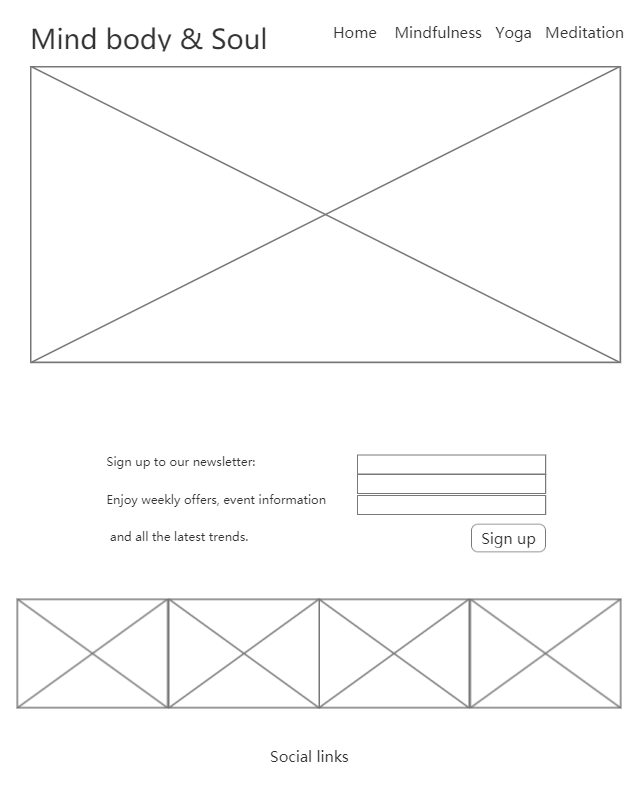 Mind body & Soul
Home Mindfulness Yoga Meditation
Sign up to our newsletter:
Enjoy weekly offers, event information
and all the latest trends.
Sign up
Social links